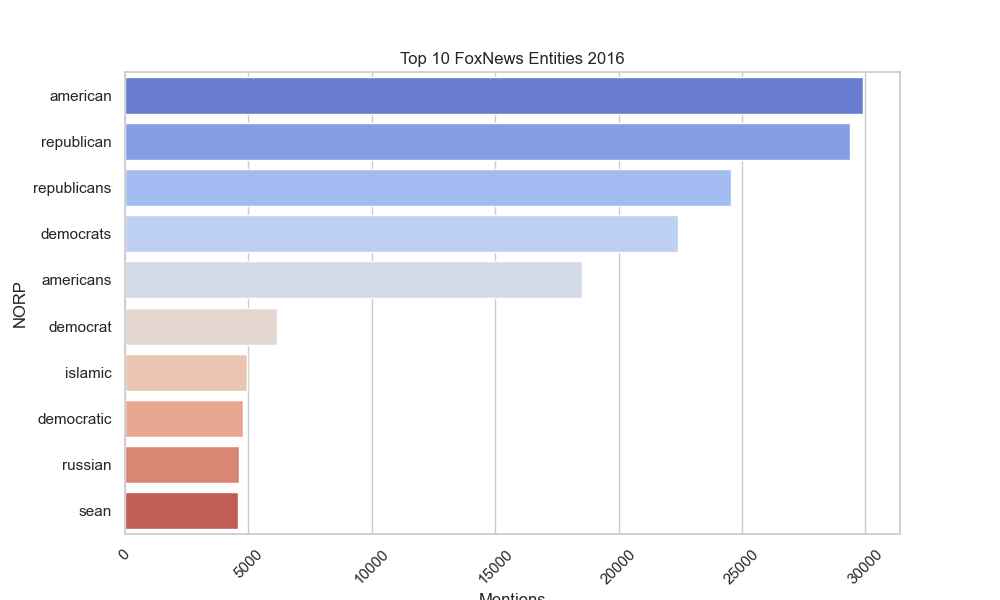 Top 10 FoxNews Entities 2016
NORP
american
republican
republicans
democrats
americans
democrat
islamic
democratic
russian
sean
0
5000
10000
15000
20000
25000
30000
Mentions